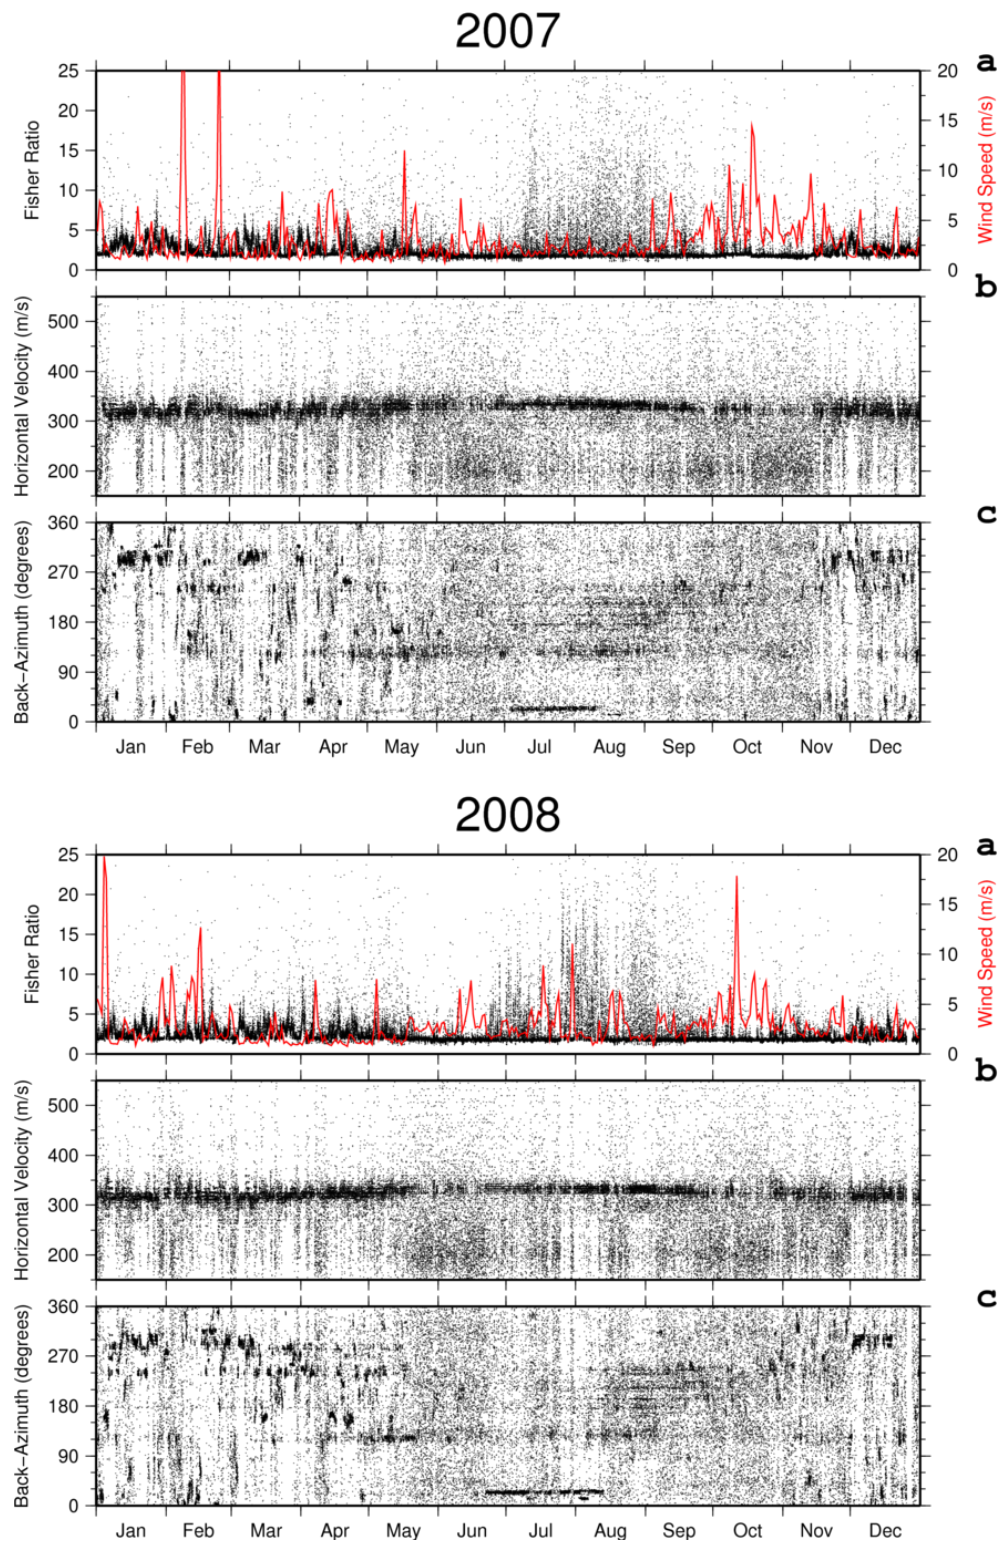 2007
a
25
20
15
10
5
0
Fisher Ratio
20
15
10
5
0
Wind Speed (m/s)
b
500
400
300
200
Horizontal Velocity (m/s)
c
360
270
180
90
0
Back-Azimuth (degrees)
Jan Feb Mar Apr May Jun Jul Aug Sep Oct Nov Dec
2008
a
25
20
15
10
5
0
Fisher Ratio
20
15
10
5
0
Wind Speed (m/s)
b
500
400
300
200
Horizontal Velocity (m/s)
c
360
270
180
90
0
Back-Azimuth (degrees)
Jan Feb Mar Apr May Jun Jul Aug Sep Oct Nov Dec